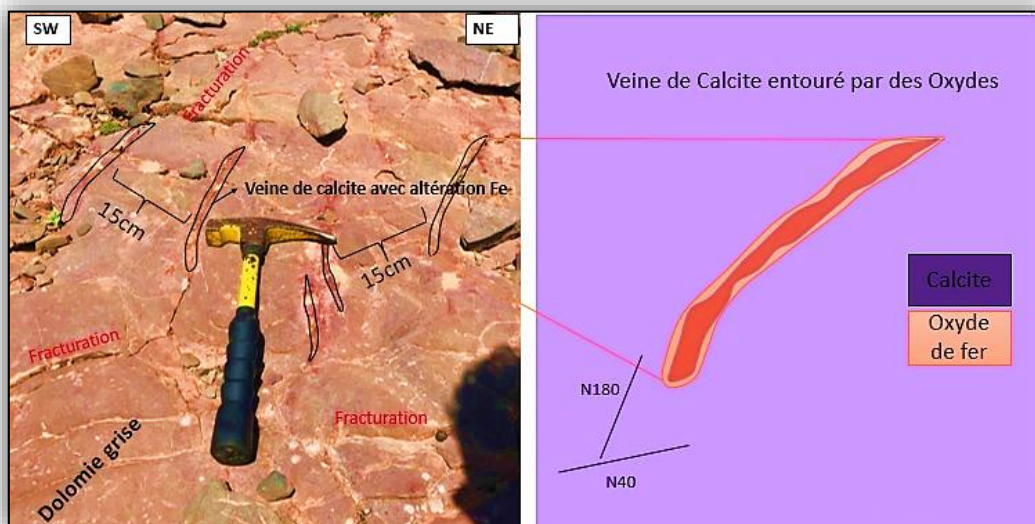 SW
NE
Fracturation
Veine de calcite avec altération Fe
15cm
15cm
Fracturation
Fracturation
Dolomie grise
Veine de Calcite entouré par des Oxydes
Calcite
Oxyde
de fer
N180
N40